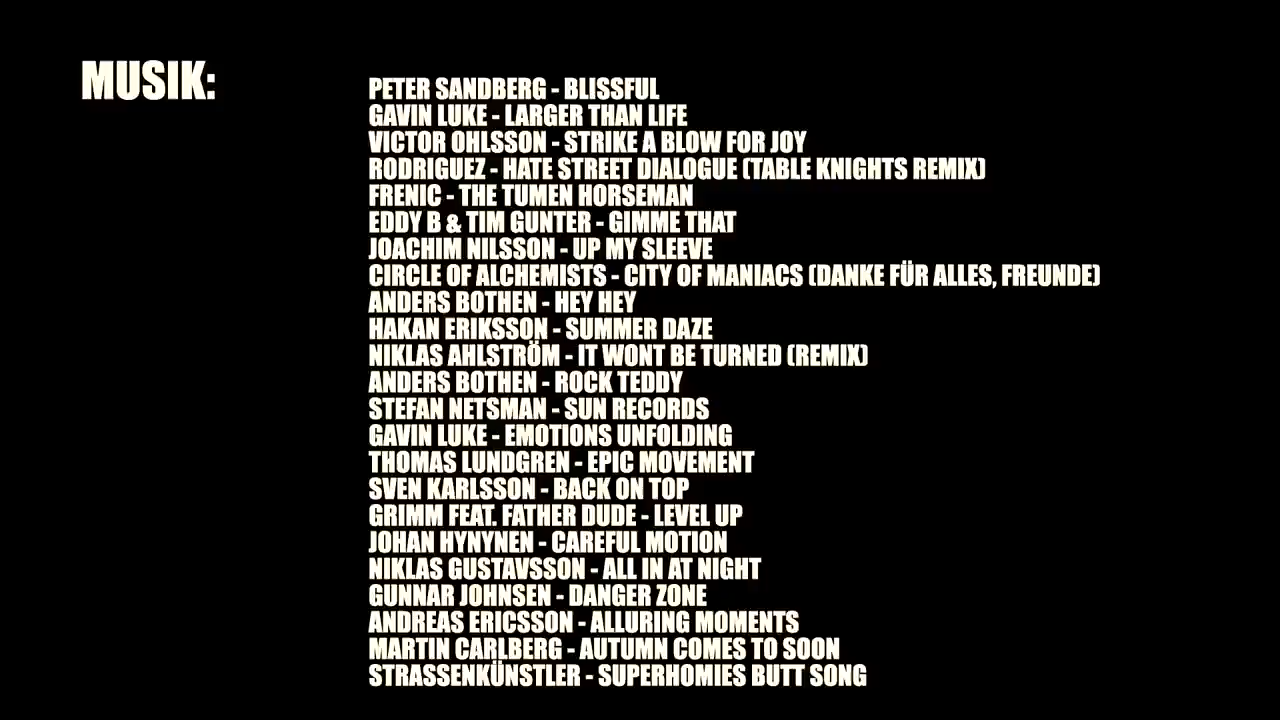 MUSIK:
PETER SANDBERG - BLISSFUL
GAVIN LUKE - LARGER THAN LIFE
VICTOR OHLSSON - STRIKE A BLOW FOR JOY
RODRIGUEZ - HATE STREET DIALOGUE (TABLE KNIGHTS REMIX)
FRENIC - THE TUMEN HORSEMAN
EDDY B & TIM GUNTER - GIMME THAT
JOACHIM NILSSON - UP MY SLEEVE
CIRCLE OF ALCHEMISTS - CITY OF MANIACS (DANKE FÜR ALLES, FREUNDE)
ANDERS BOTHEN - HEY HEY
HAKAN ERIKSSON - SUMMER DAZE
NIKLAS AHLSTRÖM - IT WONT BE TURNED (REMIX)
ANDERS BOTHEN - ROCK TEDDY
STEFAN NETSMAN - SUN RECORDS
GAVIN LUKE - EMOTIONS UNFOLDING
THOMAS LUNDGREN - EPIC MOVEMENT
SVEN KARLSSON - BACK ON TOP
GRIMM FEAT. FATHER DUDE - LEVEL UP
JOHAN HYNYNEN - CAREFUL MOTION
NIKLAS GUSTAVSSON - ALL IN AT NIGHT
GUNNAR JOHNSEN - DANGER ZONE
ANDREAS ERICSSON - ALLURING MOMENTS
MARTIN CARLBERG - AUTUMN COMES TO SOON
STRASSENKÜNSTLER - SUPERHOMIES BUTT SONG